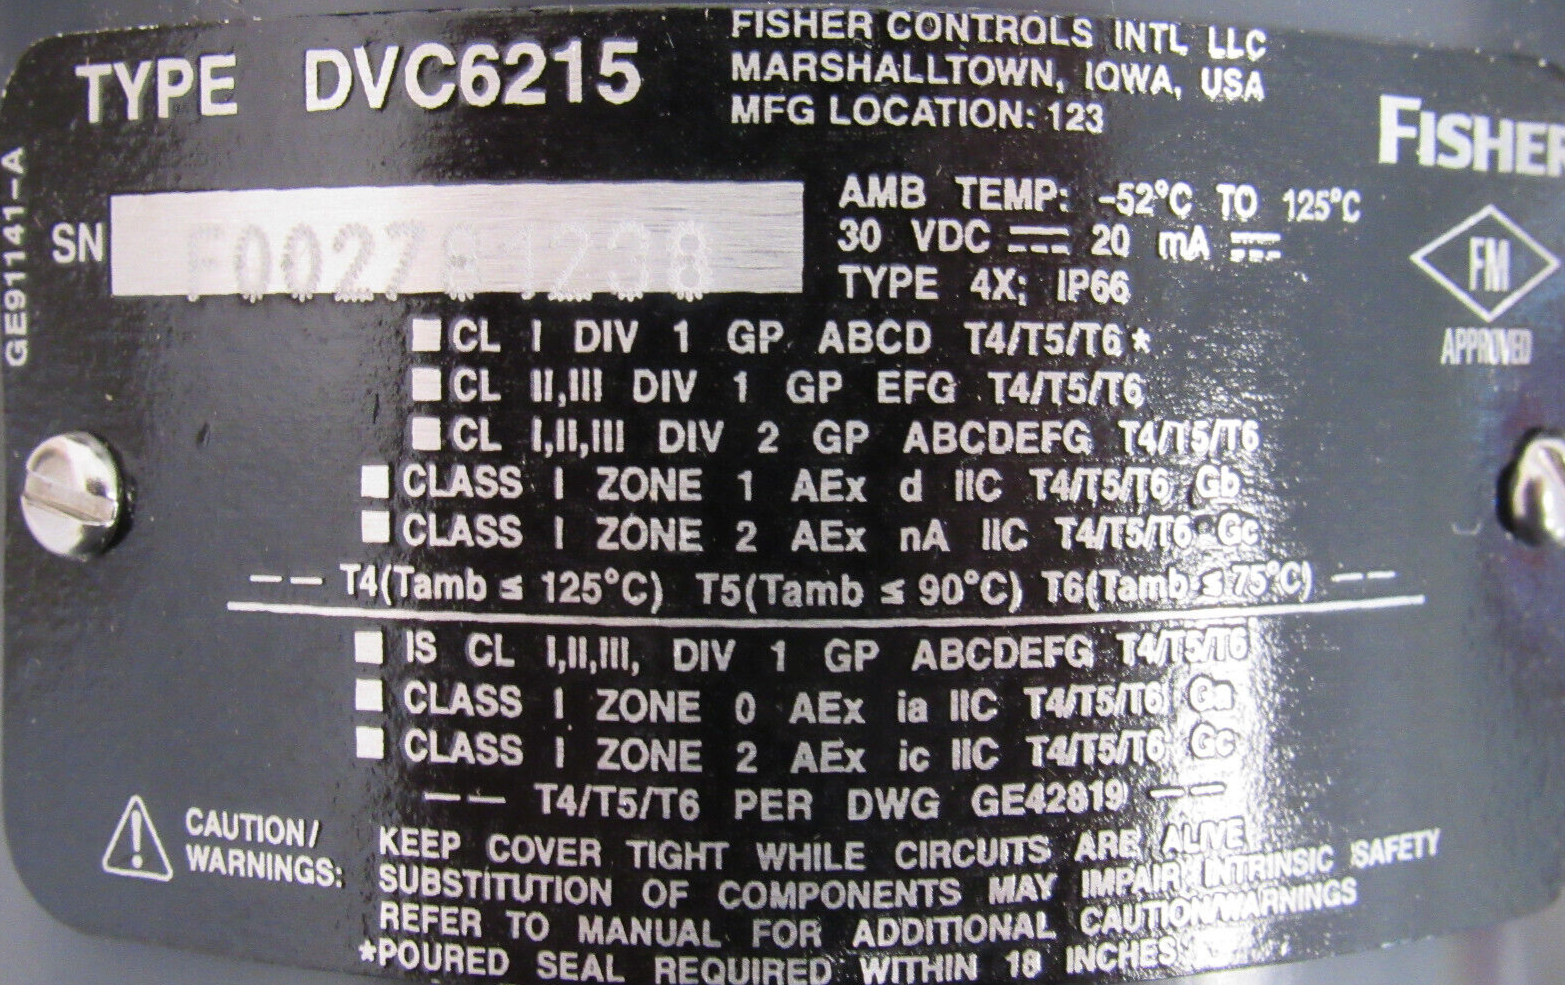 TYPE DVC6215
FISHER CONTROLS INTL LLC
MARSHALLTOWN, IOWA, USA
MFG LOCATION: 123
FISHER
GE91141-A
SN
AMB TEMP: -52°C TO 125°C
30 VDC ⎓ 20 mA ⎓
TYPE 4X; IP66
FM
APPROVED
CL I DIV 1 GP ABCD T4/T5/T6*
CL II,III DIV 1 GP EFG T4/T5/T6
CL I,II,III DIV 2 GP ABCDEFG T4/T5/T6
CLASS I ZONE 1 AEx d IIC T4/T5/T6 Gb
CLASS I ZONE 2 AEx nA IIC T4/T5/T6 Gc
-- T4(Tamb ≤ 125°C) T5(Tamb ≤ 90°C) T6(Tamb ≤ 75°C) --
IS CL I,II,III, DIV 1 GP ABCDEFG T4/T5/T6
CLASS I ZONE 0 AEx ia IIC T4/T5/T6 Ga
CLASS I ZONE 2 AEx ic IIC T4/T5/T6 Gc
-- T4/T5/T6 PER DWG GE42819 --
CAUTION/
WARNINGS:
KEEP COVER TIGHT WHILE CIRCUITS ARE ALIVE
SUBSTITUTION OF COMPONENTS MAY IMPAIR INTRINSIC SAFETY
REFER TO MANUAL FOR ADDITIONAL CAUTION/WARNINGS
*POURED SEAL REQUIRED WITHIN 18 INCHES